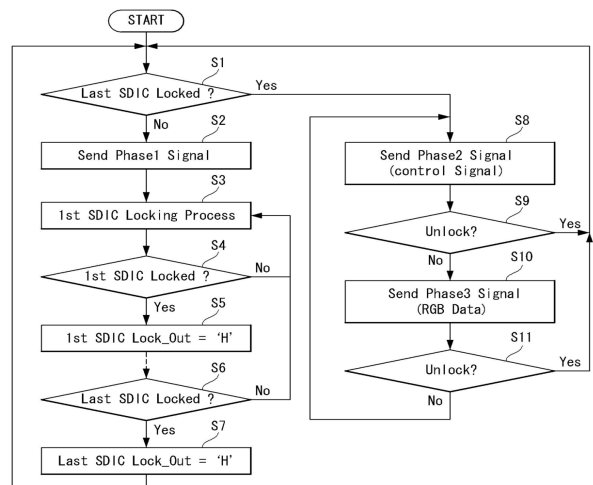 START
S1
Last SDIC Locked ?
Yes
No
S2
Send Phase1 Signal
S3
1st SDIC Locking Process
S4
1st SDIC Locked ?
No
Yes
S5
1st SDIC Lock_Out = ‘H’
S6
Last SDIC Locked ?
No
Yes
S7
Last SDIC Lock_Out = ‘H’
S8
Send Phase2 Signal
(control Signal)
S9
Unlock?
Yes
No
S10
Send Phase3 Signal
(RGB Data)
S11
Unlock?
Yes
No